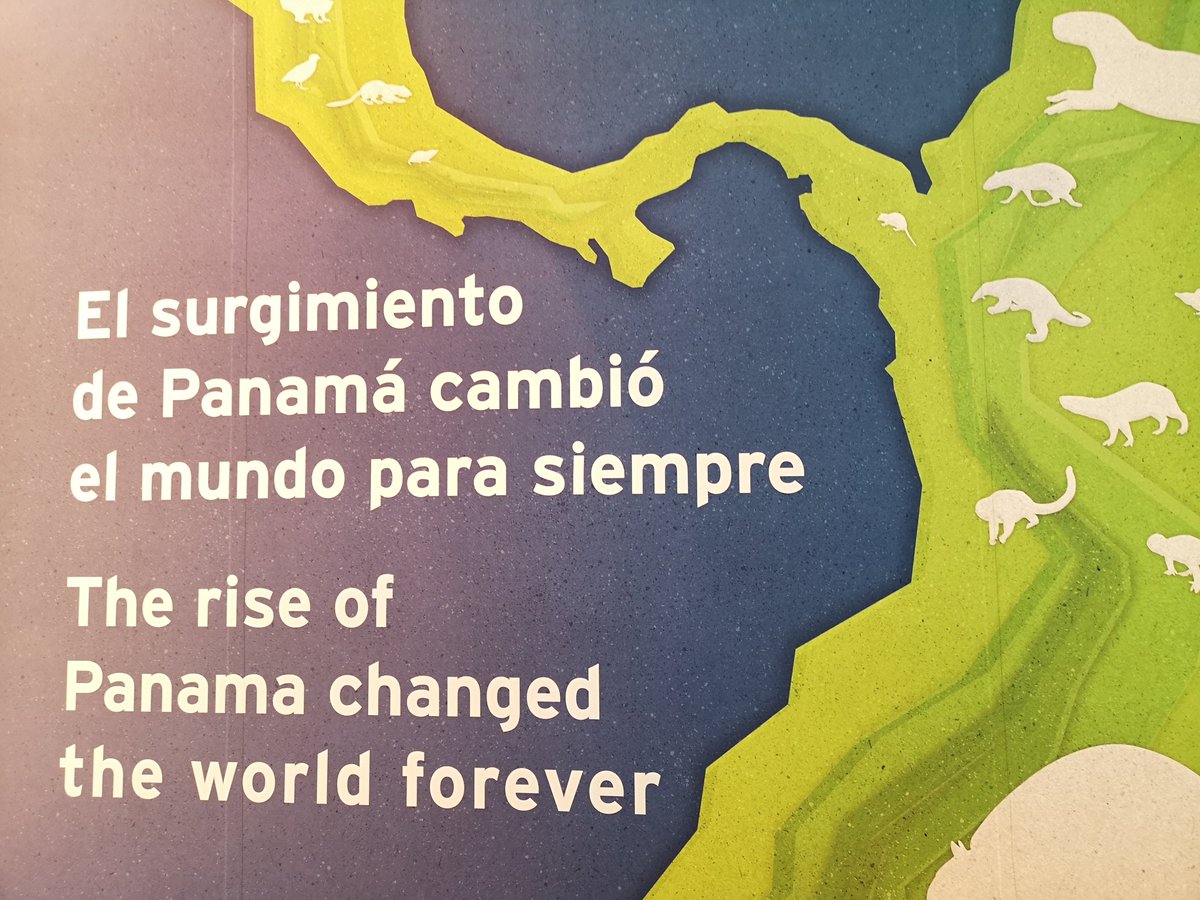 El surgimiento
de Panamá cambió
el mundo para siempre
The rise of
Panama changed
the world forever